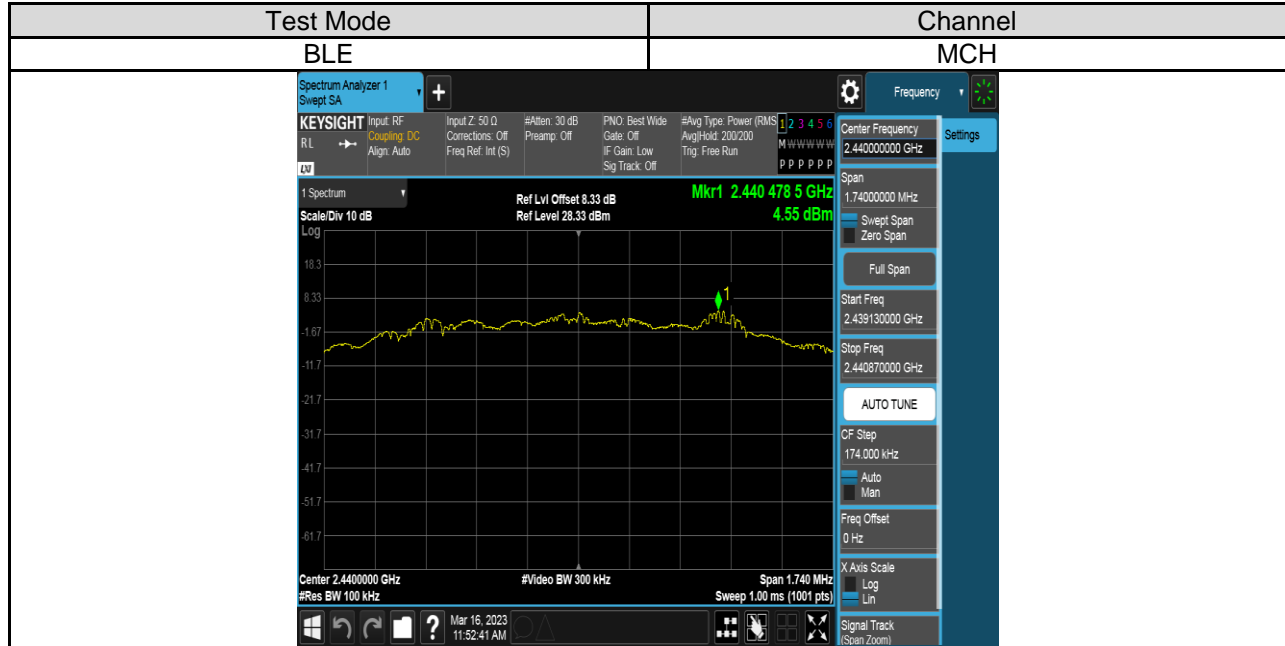 Test Mode Channel
BLE MCH
Spectrum Analyzer 1
Swept SA
Frequency
KEYSIGHT
RL
LXI
Input: RF
Coupling: DC
Align: Auto
Input Z: 50 Ω
Corrections: Off
Freq Ref: Int (S)
#Atten: 30 dB
Preamp: Off
PNO: Best Wide
Gate: Off
IF Gain: Low
Sig Track: Off
#Avg Type: Power (RMS
Avg|Hold: 200/200
Trig: Free Run
1 2 3 4 5 6
M W W W W W
P P P P P P
1 Spectrum
Scale/Div 10 dB
Log
Ref Lvl Offset 8.33 dB
Ref Level 28.33 dBm
Mkr1 2.440 478 5 GHz
4.55 dBm
18.3
8.33
-1.67
-11.7
-21.7
-31.7
-41.7
-51.7
-61.7
1
Center 2.4400000 GHz
#Res BW 100 kHz
#Video BW 300 kHz
Span 1.740 MHz
Sweep 1.00 ms (1001 pts)
Mar 16, 2023
11:52:41 AM
Center Frequency
2.440000000 GHz
Settings
Span
1.74000000 MHz
Swept Span
Zero Span
Full Span
Start Freq
2.439130000 GHz
Stop Freq
2.440870000 GHz
AUTO TUNE
CF Step
174.000 kHz
Auto
Man
Freq Offset
0 Hz
X Axis Scale
Log
Lin
Signal Track
(Span Zoom)